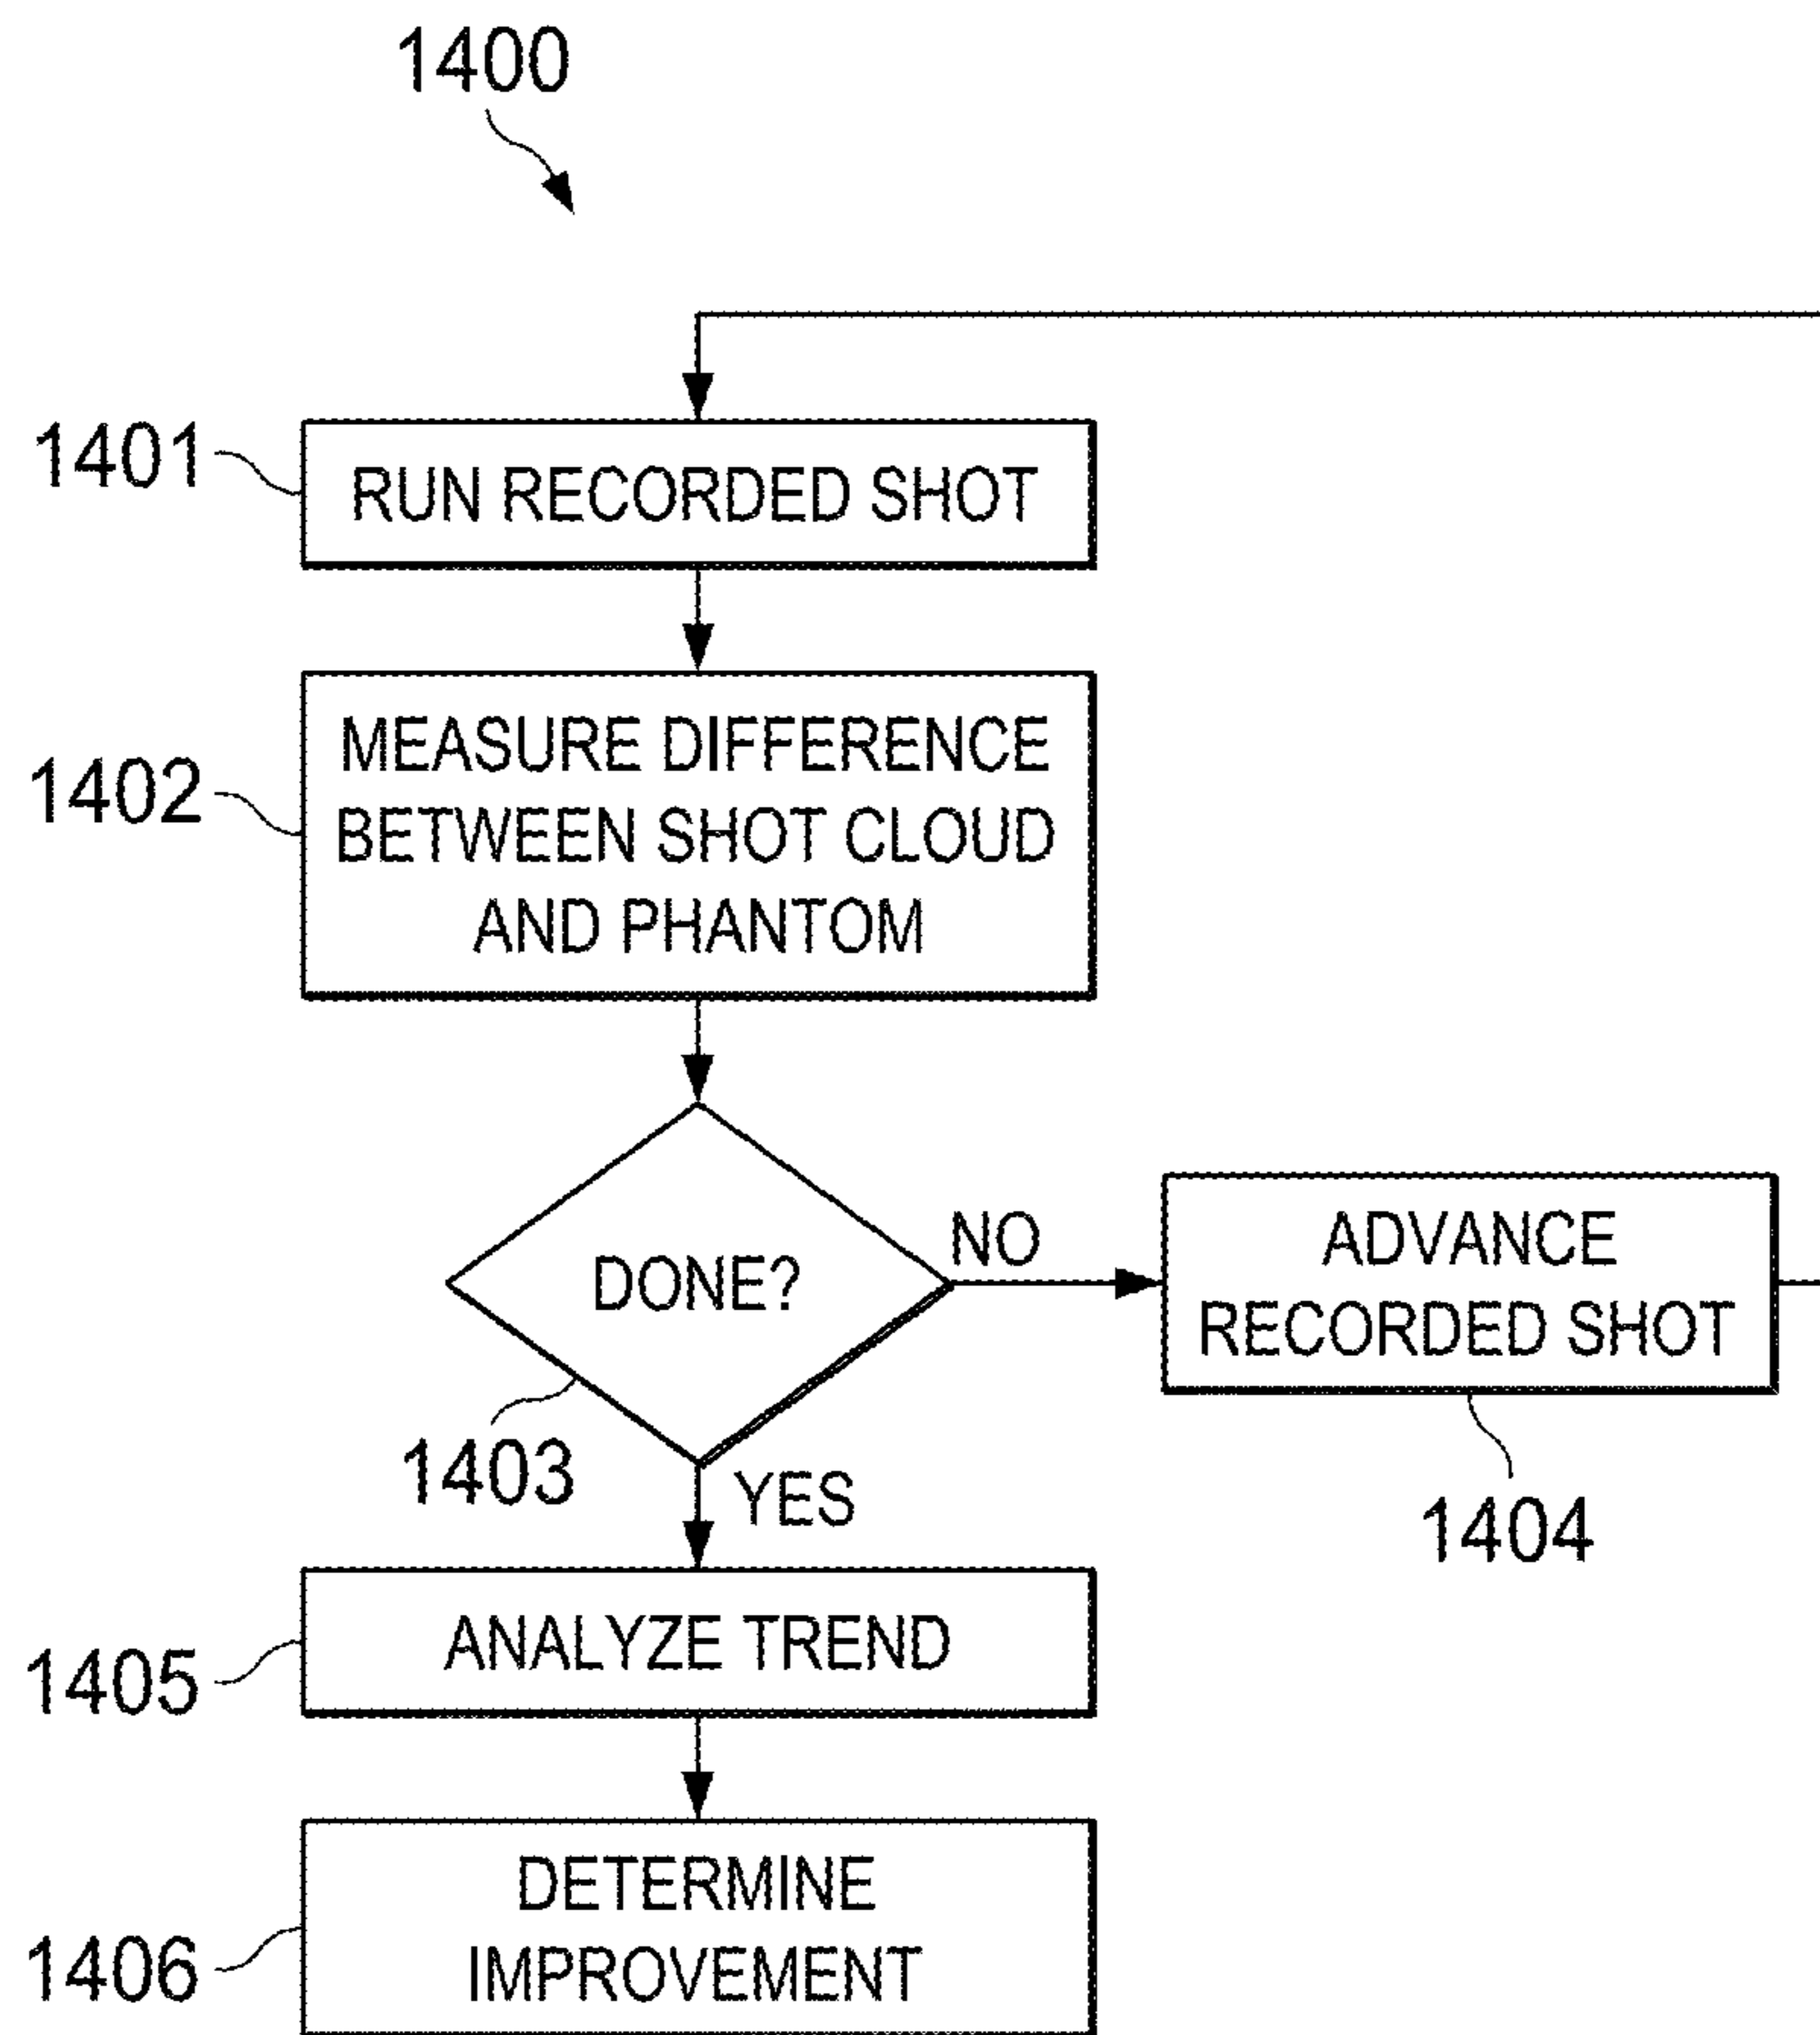 1400
1401
RUN RECORDED SHOT
1402
MEASURE DIFFERENCE
BETWEEN SHOT CLOUD
AND PHANTOM
DONE?
NO
ADVANCE
RECORDED SHOT
1403
YES
1404
1405
ANALYZE TREND
1406
DETERMINE
IMPROVEMENT